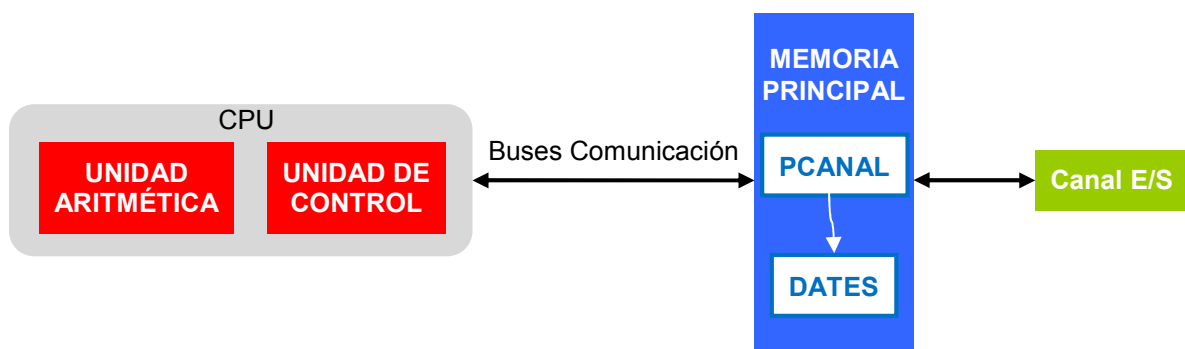 CPU
UNIDAD
ARITMÉTICA
UNIDAD DE
CONTROL
Buses Comunicación
MEMORIA
PRINCIPAL
PCANAL
DATES
Canal E/S